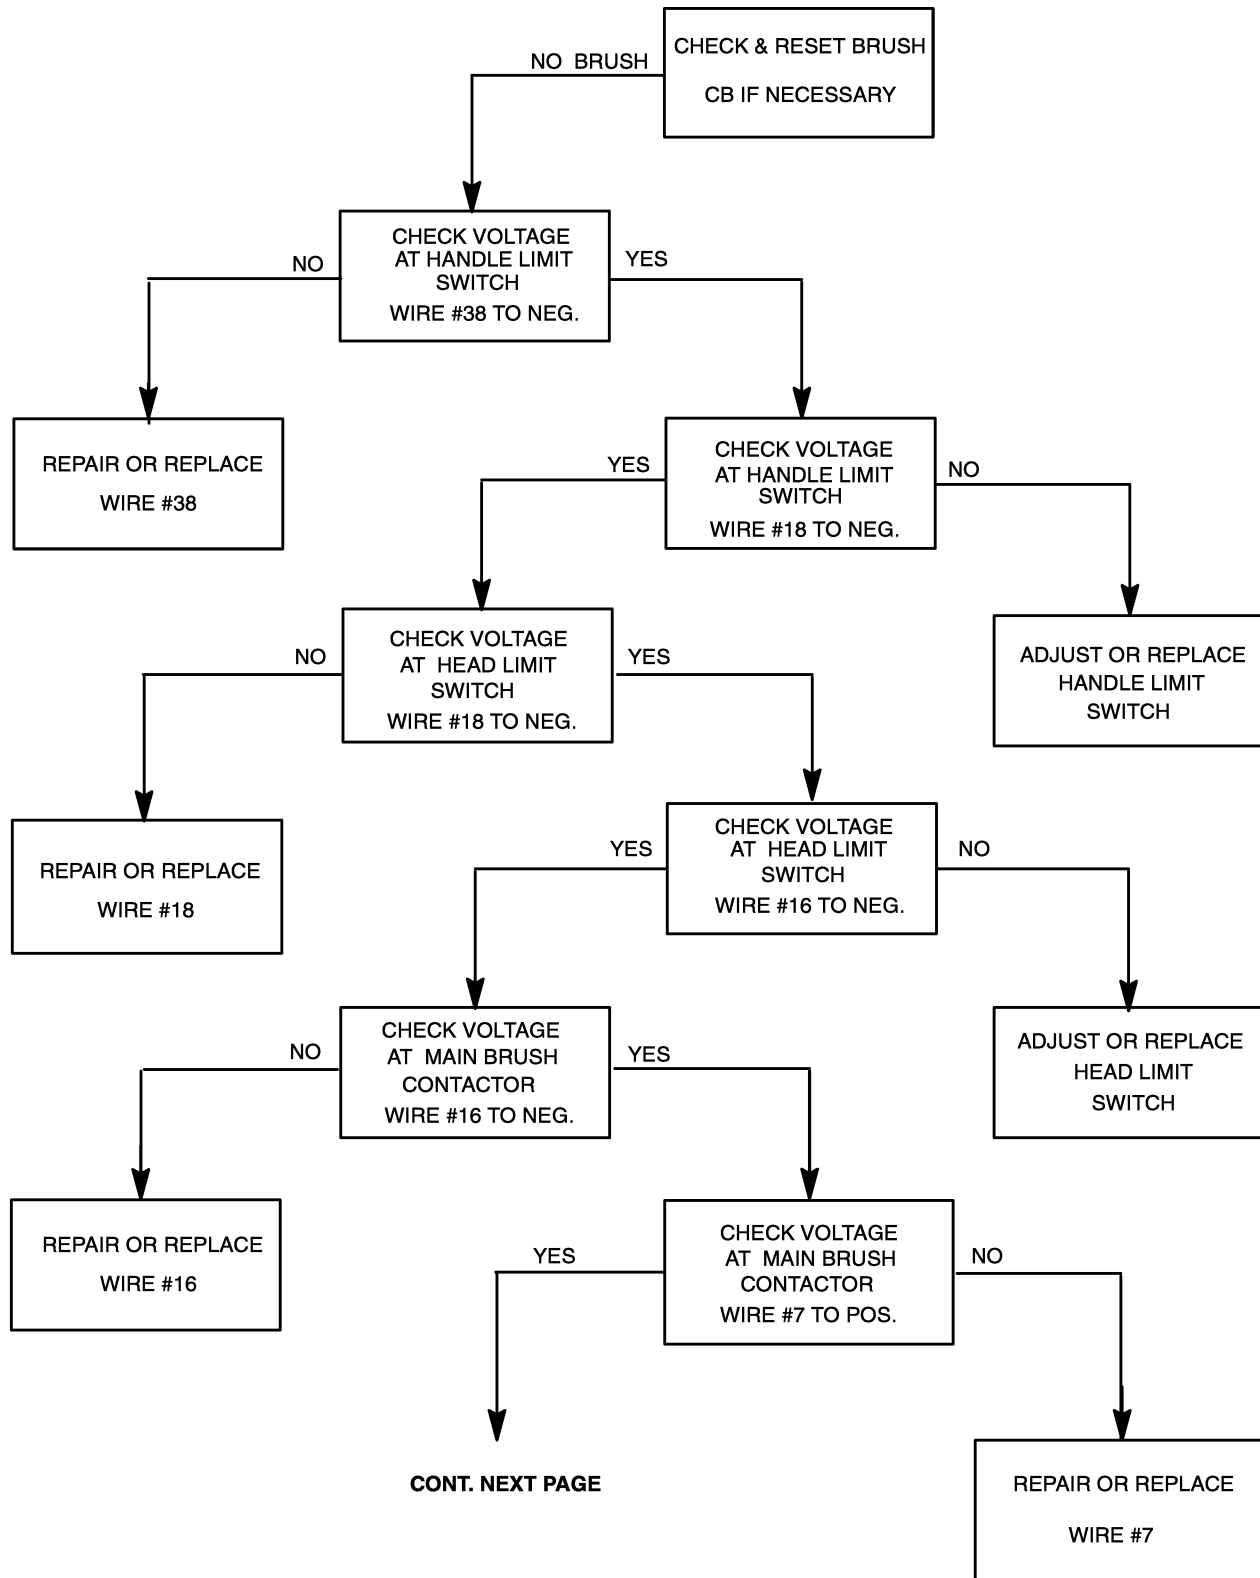 CHECK & RESET BRUSH
CB IF NECESSARY
NO BRUSH
CHECK VOLTAGE
AT HANDLE LIMIT
SWITCH
WIRE #38 TO NEG.
NO
YES
REPAIR OR REPLACE
WIRE #38
CHECK VOLTAGE
AT HANDLE LIMIT
SWITCH
WIRE #18 TO NEG.
YES
NO
CHECK VOLTAGE
AT HEAD LIMIT
SWITCH
WIRE #18 TO NEG.
NO
YES
ADJUST OR REPLACE
HANDLE LIMIT
SWITCH
REPAIR OR REPLACE
WIRE #18
CHECK VOLTAGE
AT HEAD LIMIT
SWITCH
WIRE #16 TO NEG.
YES
NO
CHECK VOLTAGE
AT MAIN BRUSH
CONTACTOR
WIRE #16 TO NEG.
NO
YES
ADJUST OR REPLACE
HEAD LIMIT
SWITCH
REPAIR OR REPLACE
WIRE #16
CHECK VOLTAGE
AT MAIN BRUSH
CONTACTOR
WIRE #7 TO POS.
YES
NO
CONT. NEXT PAGE
REPAIR OR REPLACE
WIRE #7